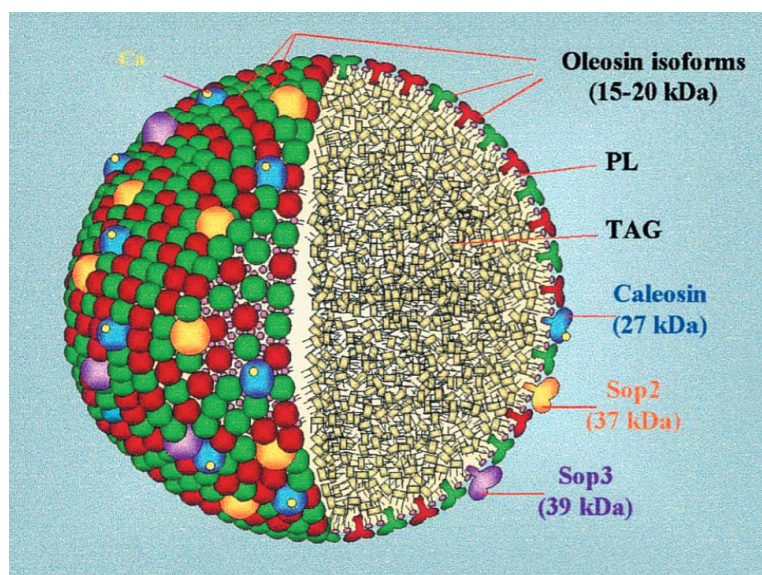 Ca
Oleosin isoforms
(15-20 kDa)
PL
TAG
Caleosin
(27 kDa)
Sop2
(37 kDa)
Sop3
(39 kDa)